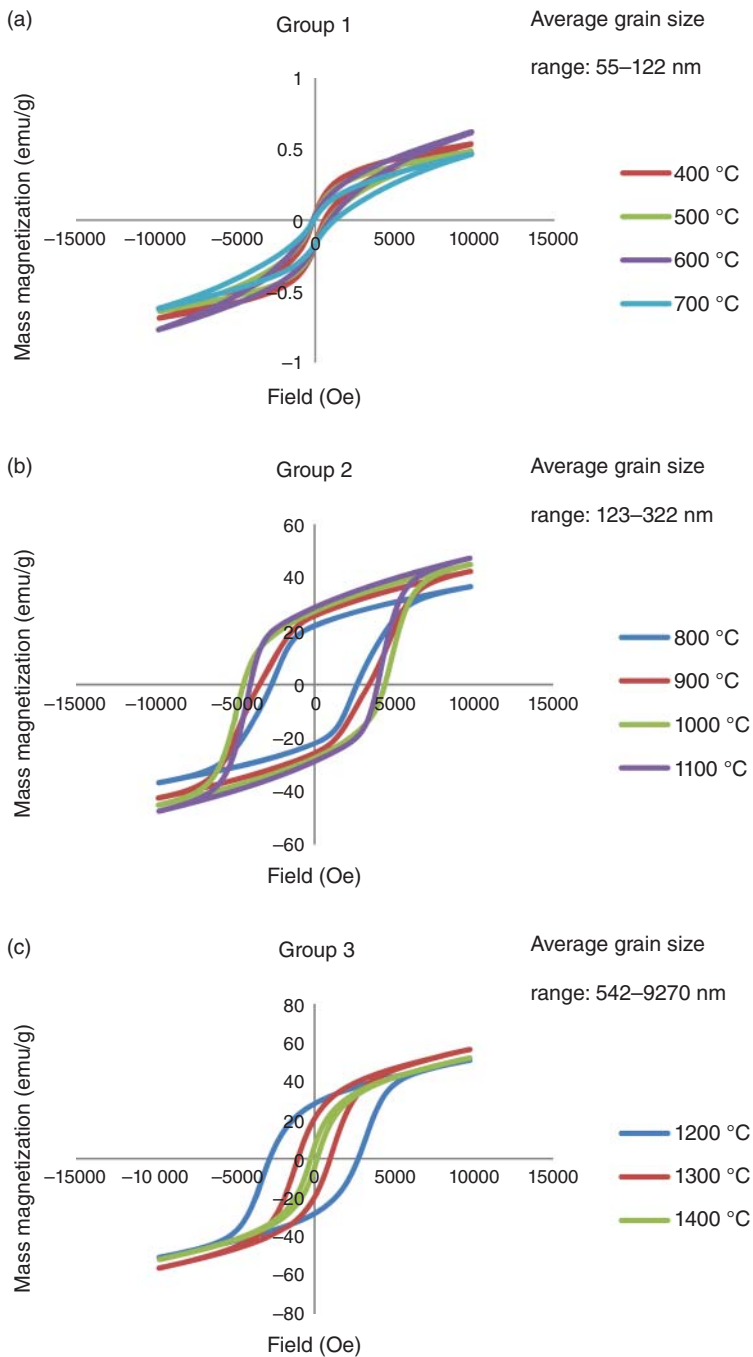 (a)
Group 1
Average grain size
range: 55–122 nm
Mass magnetization (emu/g)
1
0.5
0
–0.5
–1
–15000 –10000 –5000 0 5000 10000 15000
Field (Oe)
400 °C
500 °C
600 °C
700 °C
(b)
Group 2
Average grain size
range: 123–322 nm
Mass magnetization (emu/g)
60
40
20
0
–20
–40
–60
–15000 –10000 –5000 0 5000 10000 15000
Field (Oe)
800 °C
900 °C
1000 °C
1100 °C
(c)
Group 3
Average grain size
range: 542–9270 nm
Mass magnetization (emu/g)
80
60
40
20
0
–20
–40
–60
–80
–15000 –10 000 –5000 0 5000 10000 15000
Field (Oe)
1200 °C
1300 °C
1400 °C